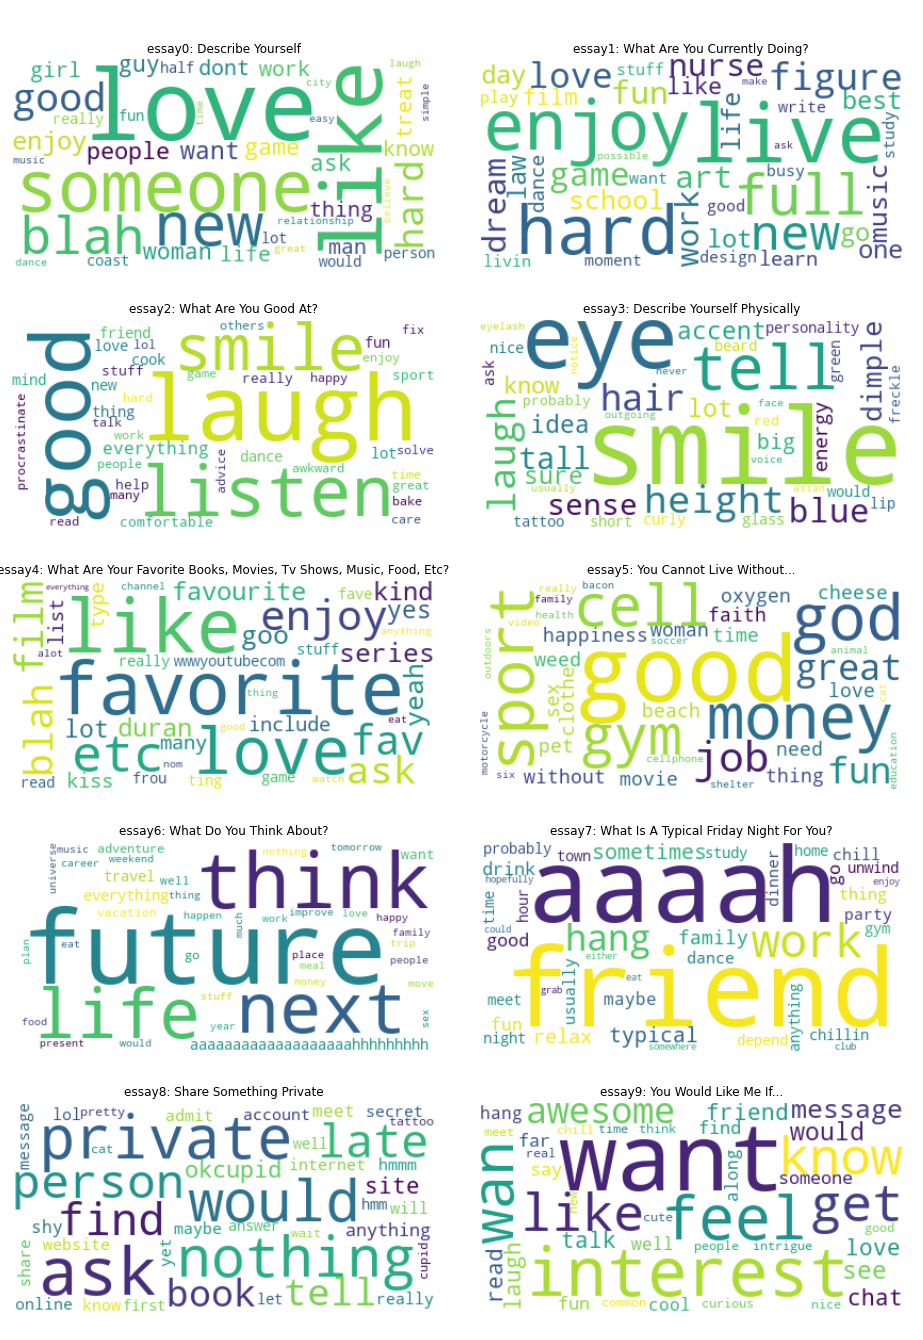 essay0: Describe Yourself
girl guy half dont work city laugh
good love like treat simple
really fun time easy
enjoy people want game ask know
music someone thing hard believe
blah new relationship
woman life lot great man person
dance coast would
essay1: What Are You Currently Doing?
day love stuff nurse make figure
play film fun like write best
enjoy live life ask study
possible
dream law dance game want art busy full music
school good
hard work lot new go one
livin moment design learn
essay2: What Are You Good At?
friend others fix
love lol smile fun
good cook enjoy
mind stuff game really happy sport
new hard laugh
procrastinate thing talk
work everything dance lot solve
people listen advice awkward time
help many great
bake
read comfortable care
essay3: Describe Yourself Physically
eyelash eye accent personality
nice notice beard green dimple
ask never tell
know hair freckle
probably outgoing lot face
laugh idea smile red energy
tall big voice
sure usually asian
sense height would lip
blue
tattoo short curly glass
essay4: What Are Your Favorite Books, Movies, Tv Shows, Music, Food, Etc?
everything channel favourite fave kind
film list type like enjoy yes
alot goo anything
stuff series
really wwwyoutubecom
favorite thing yeah
blah lot duran good include eat
etc many love fav
nom
read kiss frou ting game watch ask
essay5: You Cannot Live Without...
really bacon oxygen cheese
family cell faith god
video health
happiness woman time animal
outdoors sport soccer
weed good great
sex clothe love cat
beach money
motorcycle pet gym job need education
cellphone fun
six without movie shelter thing
essay6: What Do You Think About?
universe music adventure nothing tomorrow
career weekend think want
travel well
everything thing
vacation happen much improve love happy
work
future family
plan eat go place trip
meal people
life stuff money move
next
food year sex
present would aaaaaaaaaaaaaaaaaaahhhhhhhhh
essay7: What Is A Typical Friday Night For You?
probably town sometimes study home chill
drink aaaah dinner go unwind
hopefully enjoy
time hour thing
could party
good hang family work gym
either dance
friend
eat
meet grab usually maybe anything
fun
night relax typical depend chillin
somewhere club
essay8: Share Something Private
message lol pretty admit account meet secret tattoo
private cat well late
okcupid internet hmmm
person would site
find hmm will
shy maybe answer anything
website yet wait cupid
share ask nothing
book let tell really
online know first
essay9: You Would Like Me If...
hang awesome friend message
meet chill time think find would
far want know
real along
say someone
wan like new cute feel get
good
talk well people intrigue love
read laugh interest see
chat
fun common cool curious nice